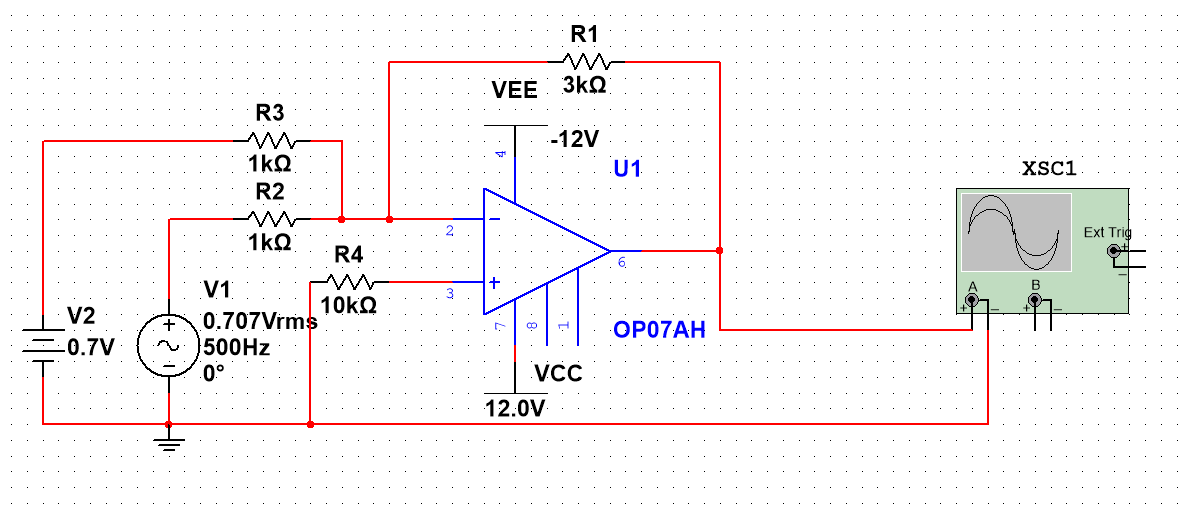 R1
3kΩ
VEE
-12V
4
U1
XSC1
R3
1kΩ
R2
1kΩ
2
−
R4
10kΩ
3
+
6
Ext Trig
+
−
A
B
+ − + −
V1
0.707Vrms
500Hz
0°
+
−
V2
0.7V
7
8
1
OP07AH
VCC
12.0V